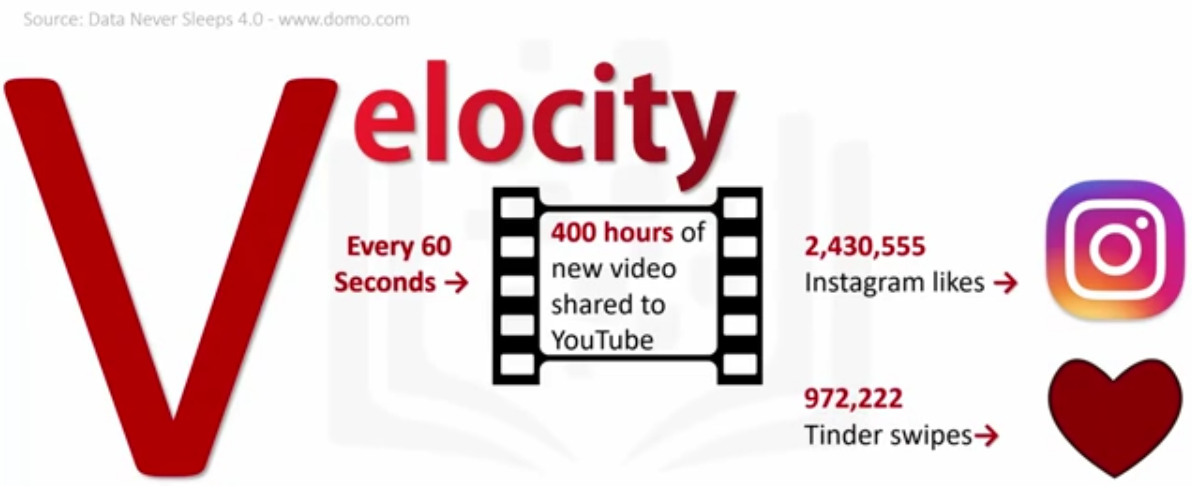 Source: Data Never Sleeps 4.0 - www.domo.com
Velocity
Every 60
Seconds →
400 hours of
new video
shared to
YouTube
2,430,555
Instagram likes →
972,222
Tinder swipes→